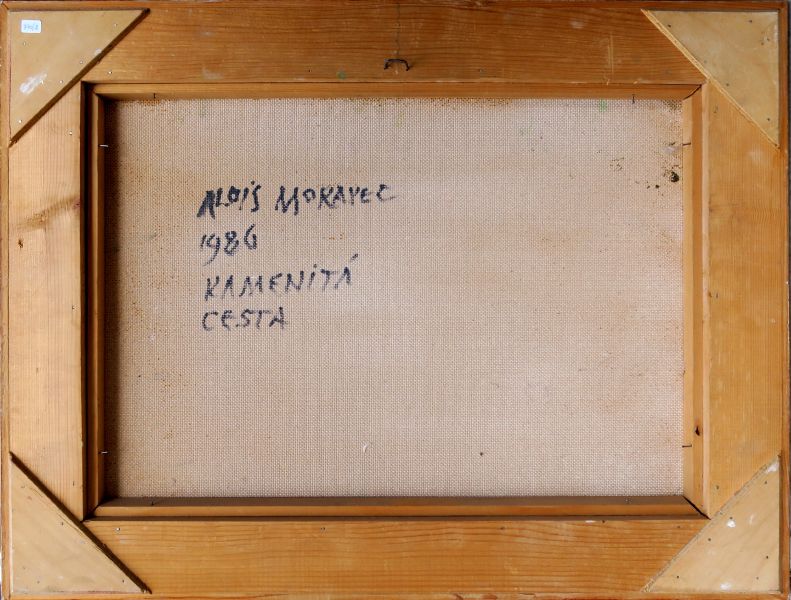 ALOIS MORAVEC
1986
KAMENITÁ
CESTA